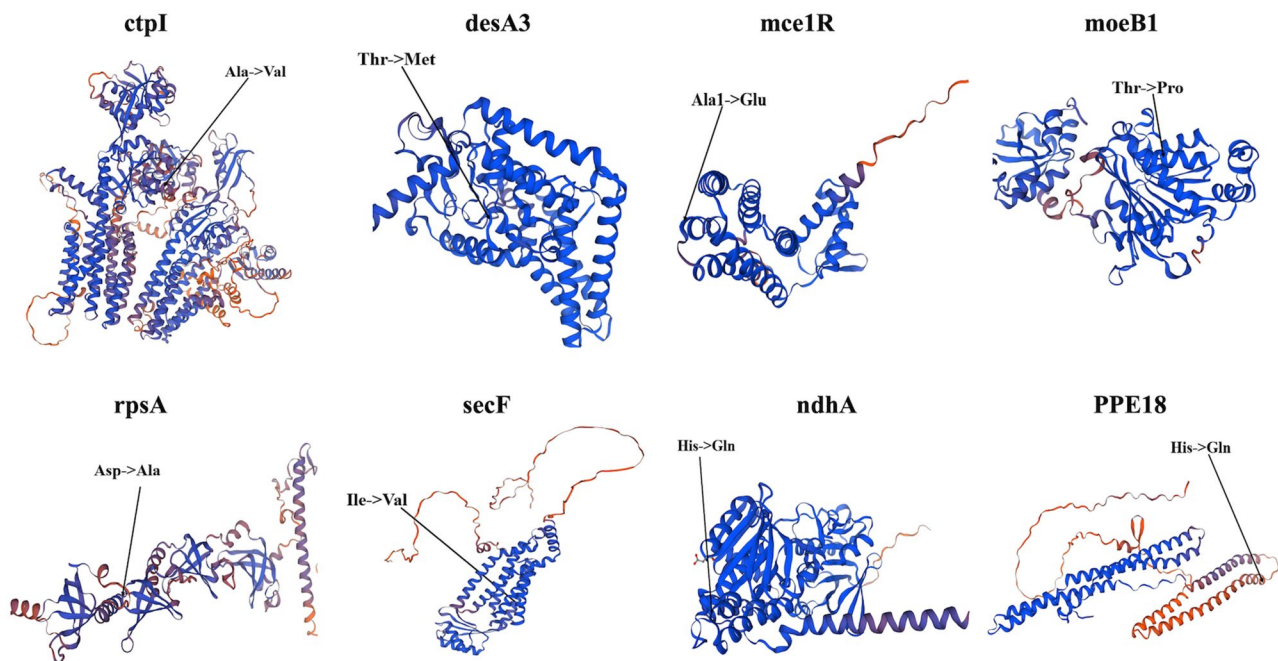 ctpI
desA3
mce1R
moeB1
Ala->Val
Thr->Met
Ala1->Glu
Thr->Pro
rpsA
secF
ndhA
PPE18
Asp->Ala
Ile->Val
His->Gln
His->Gln